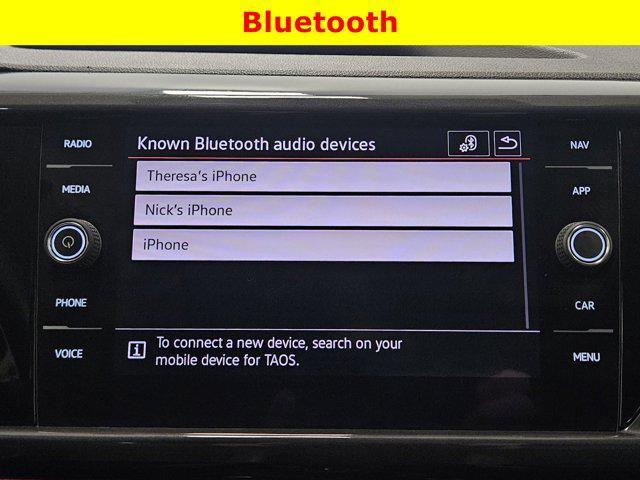 Bluetooth
RADIO
MEDIA
PHONE
VOICE
Known Bluetooth audio devices
Theresa's iPhone
Nick's iPhone
iPhone
To connect a new device, search on your
mobile device for TAOS.
NAV
APP
CAR
MENU